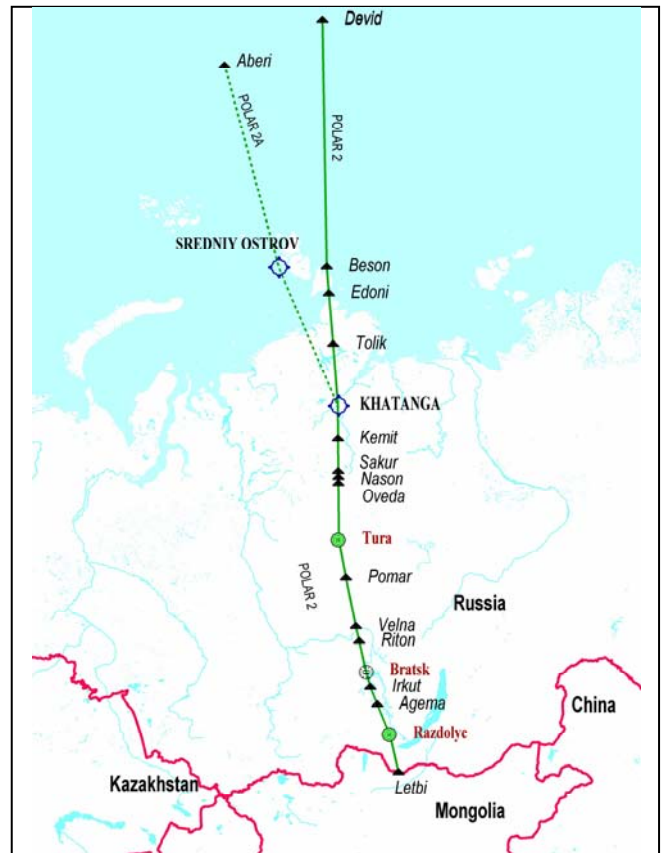 Devid
Aberi
POLAR 2A
POLAR 2
SREDNIY OSTROV
Beson
Edoni
Tolik
KHATANGA
Kemit
Sakur
Nason
Oveda
Tura
POLAR 2
Pomar
Russia
Velna
Riton
Bratsk
Irkut
Agema
China
Razdolye
Kazakhstan
Letbi
Mongolia